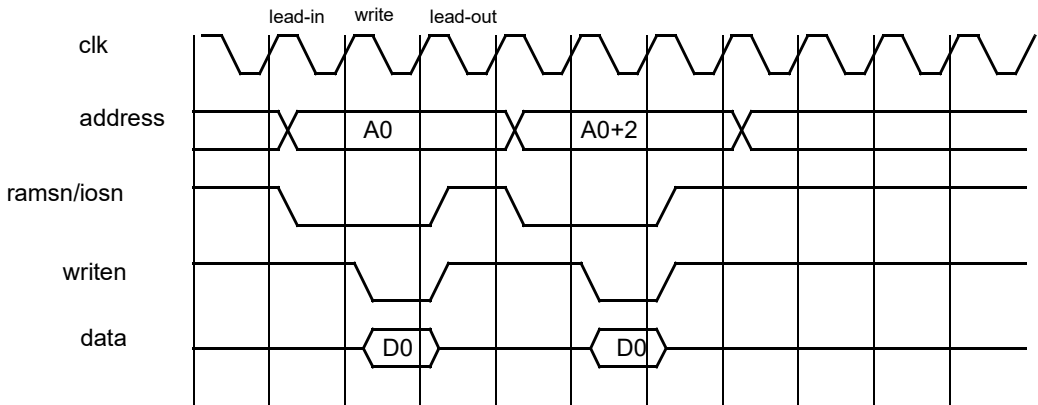 lead-in write lead-out
clk
address A0 A0+2
ramsn/iosn
writen
data D0 D0